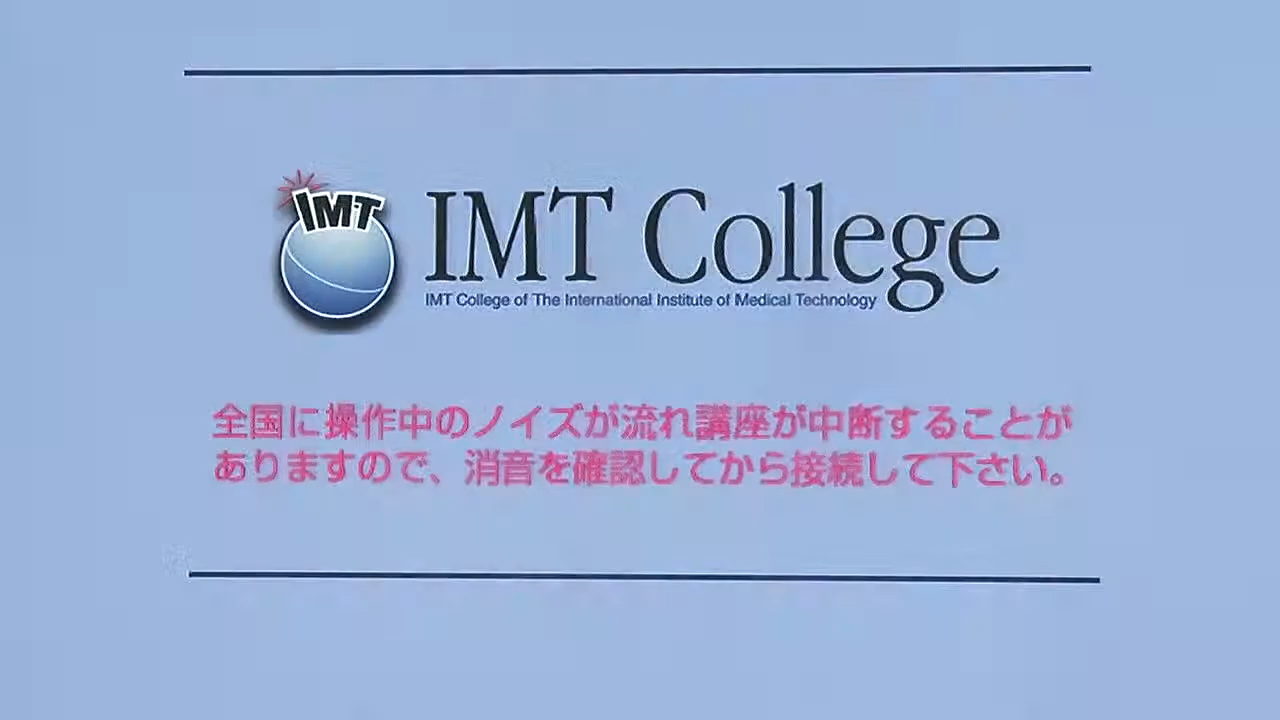 IMT
IMT College
IMT College of The International Institute of Medical Technology
全国に操作中のノイズが流れ講座が中断することが
ありますので、消音を確認してから接続して下さい。